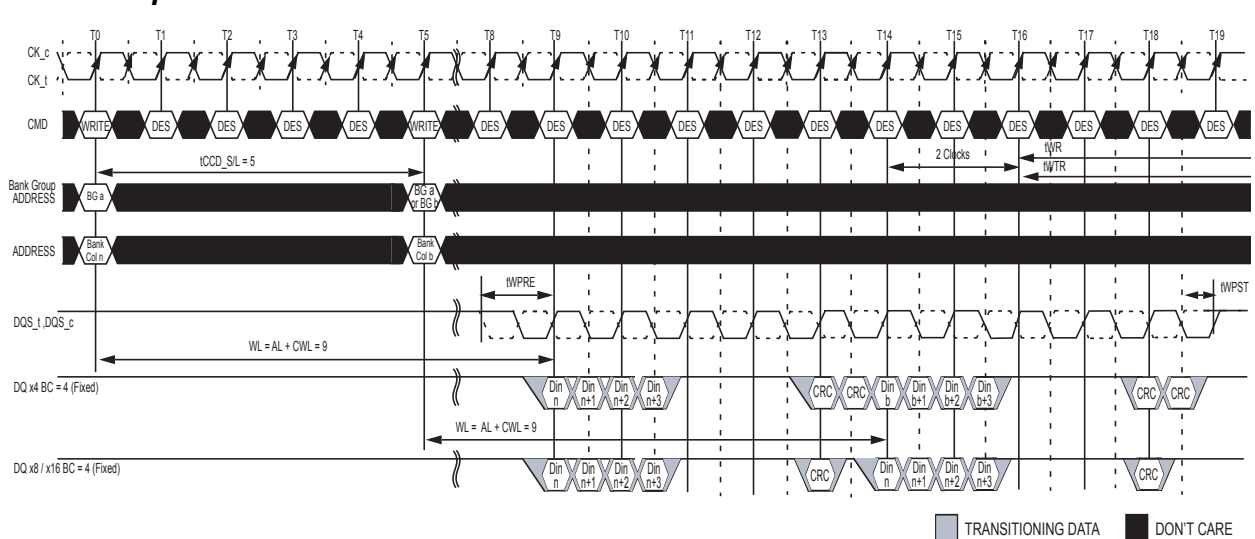 T0 T1 T2 T3 T4 T5 T8 T9 T10 T11 T12 T13 T14 T15 T16 T17 T18 T19
CK_c
CK_t
CMD WRITE DES DES DES DES WRITE DES DES DES DES DES DES DES DES DES DES DES DES
tCCD_S/L = 5
2 Clocks
tWR
tWTR
Bank Group
ADDRESS
BG a
BG a
or BG b
ADDRESS
Bank
Col n
Bank
Col b
tWPRE
tWPST
DQS_t ,DQS_c
WL = AL + CWL = 9
DQ x4 BC = 4 (Fixed)
Din
n
Din
n+1
Din
n+2
Din
n+3
CRC
CRC
Din
b
Din
b+1
Din
b+2
Din
b+3
CRC
CRC
WL = AL + CWL = 9
DQ x8 / x16 BC = 4 (Fixed)
Din
n
Din
n+1
Din
n+2
Din
n+3
CRC
Din
n
Din
n+1
Din
n+2
Din
n+3
CRC
TRANSITIONING DATA
DON'T CARE